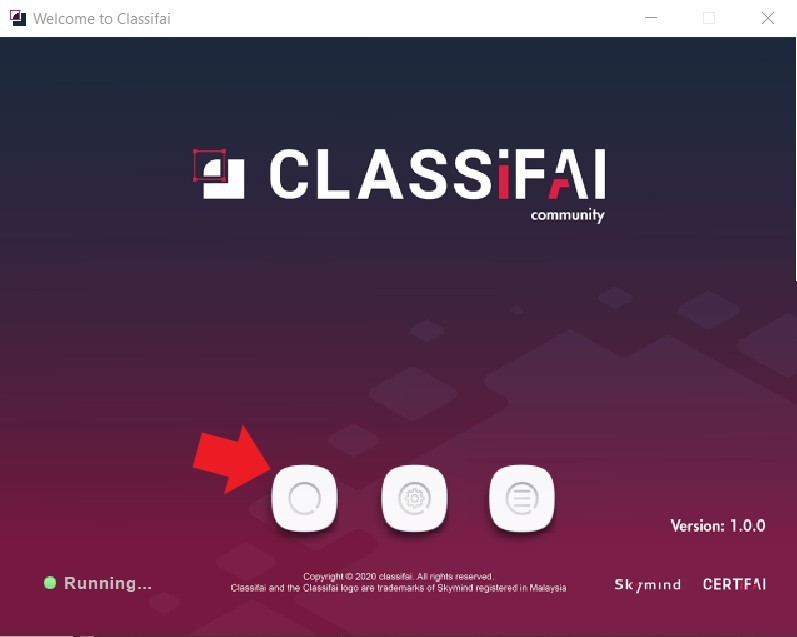 Welcome to Classifai
CLASSiFAI
community
Version: 1.0.0
Running...
Copyright © 2020 classifai. All rights reserved.
Classifai and the Classifai logo are trademarks of Skymind registered in Malaysia
Skymind
CERTIFAI